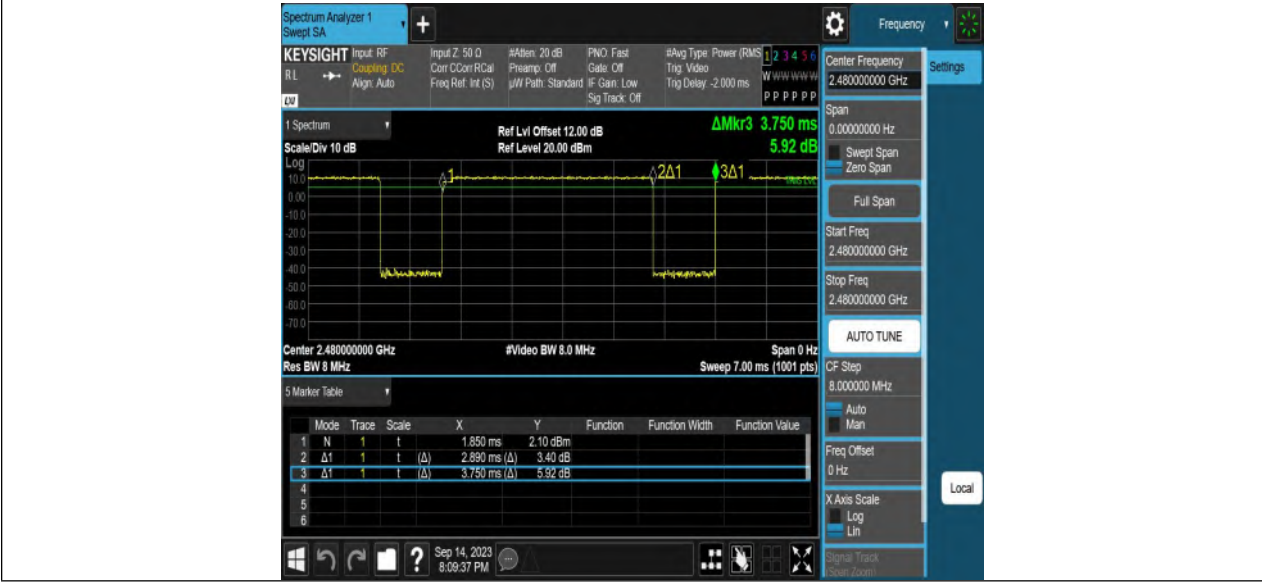 Spectrum Analyzer 1
Swept SA
+
Frequency
KEYSIGHT
RL
LXI
Input: RF
Coupling: DC
Align: Auto
Input Z: 50 Ω
Corr CCorr RCal
Freq Ref: Int (S)
#Atten: 20 dB
Preamp: Off
µW Path: Standard
PNO: Fast
Gate: Off
IF Gain: Low
Sig Track: Off
#Avg Type: Power (RMS
Trig: Video
Trig Delay: -2.000 ms
1 2 3 4 5 6
W W W W W W
P P P P P P
1 Spectrum
Scale/Div 10 dB
Ref Lvl Offset 12.00 dB
Ref Level 20.00 dBm
ΔMkr3 3.750 ms
5.92 dB
Log
10.0
0.00
-10.0
-20.0
-30.0
-40.0
-50.0
-60.0
-70.0
1
2Δ1
3Δ1
TRIG LVL
Center 2.480000000 GHz
#Video BW 8.0 MHz
Span 0 Hz
Res BW 8 MHz
Sweep 7.00 ms (1001 pts)
5 Marker Table
Mode Trace Scale X Y Function Function Width Function Value
1 N 1 t 1.850 ms 2.10 dBm
2 Δ1 1 t (Δ) 2.890 ms (Δ) 3.40 dB
3 Δ1 1 t (Δ) 3.750 ms (Δ) 5.92 dB
4
5
6
?
Sep 14, 2023
8:09:37 PM
Center Frequency
2.480000000 GHz
Span
0.00000000 Hz
Swept Span
Zero Span
Full Span
Start Freq
2.480000000 GHz
Stop Freq
2.480000000 GHz
AUTO TUNE
CF Step
8.000000 MHz
Auto
Man
Freq Offset
0 Hz
X Axis Scale
Log
Lin
Signal Track
(Span Zoom)
Settings
Local